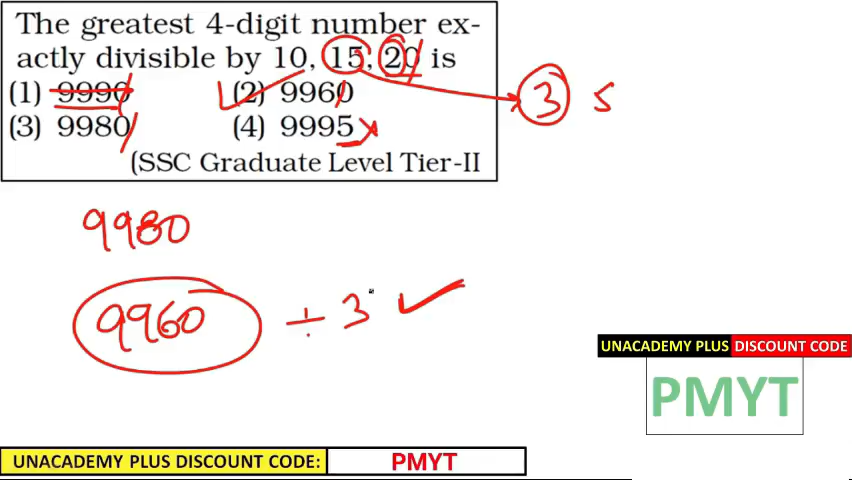 The greatest 4-digit number ex-
actly divisible by 10, 15, 20 is
(1) 9990 (2) 9960
(3) 9980 (4) 9995
(SSC Graduate Level Tier-II
3 5
9980
9960 ÷ 3
UNACADEMY PLUS DISCOUNT CODE
PMYT
UNACADEMY PLUS DISCOUNT CODE: PMYT